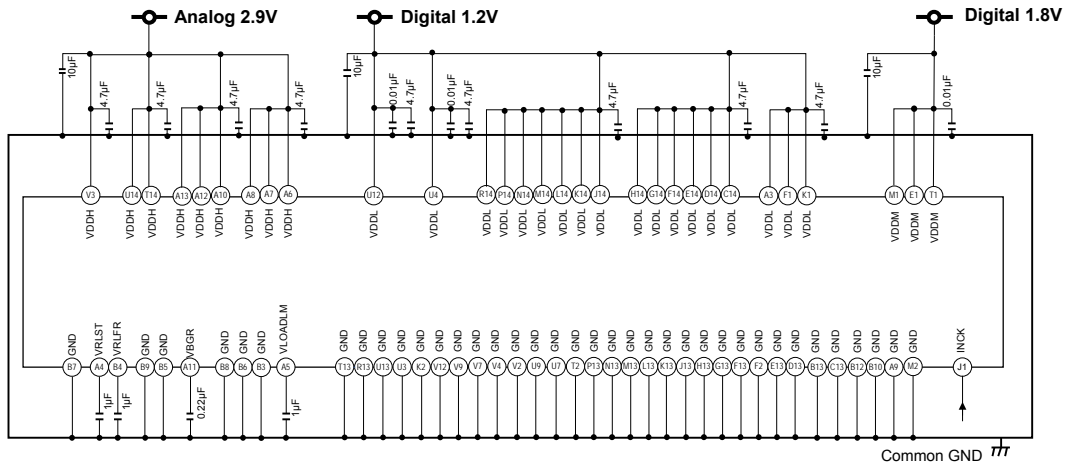 Analog 2.9V
Digital 1.2V
Digital 1.8V
10µF
4.7µF
4.7µF
4.7µF
4.7µF
10µF
0.01µF
4.7µF
0.01µF
4.7µF
4.7µF
4.7µF
4.7µF
10µF
0.01µF
V3 U14 T14 A13 A12 A10 A8 A7 A6 U12 U4 R14 P14 N14 M14 L14 K14 J14 H14 G14 F14 E14 D14 C14 A3 F1 K1 M1 E1 T1
VDDH VDDH VDDH VDDH VDDH VDDH VDDH VDDH VDDH VDDL VDDL VDDL VDDL VDDL VDDL VDDL VDDL VDDL VDDL VDDL VDDL VDDL VDDL VDDL VDDL VDDL VDDL VDDM VDDM VDDM
GND VRLST VRLFR GND GND VBGR GND GND GND VLOADLM GND GND GND GND GND GND GND GND GND GND GND GND GND GND GND GND GND GND GND GND GND GND GND GND GND GND GND GND GND GND GND INCK
B7 A4 B4 B9 B5 A11 B8 B6 B3 A5 T13 R13 U13 U3 K2 V12 V9 V7 V4 V2 U9 U7 T2 P13 N13 M13 L13 K13 J13 H13 G13 F13 F2 E13 D13 B13 C13 B12 B10 A9 M2 J1
1µF
1µF
0.22µF
1µF
Common GND